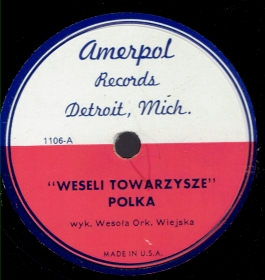 Amerpol
Records
Detroit, Mich.
1106-A
"WESELI TOWARZYSZE"
POLKA
wyk. Wesoła Ork. Wiejska
MADE IN U.S.A.